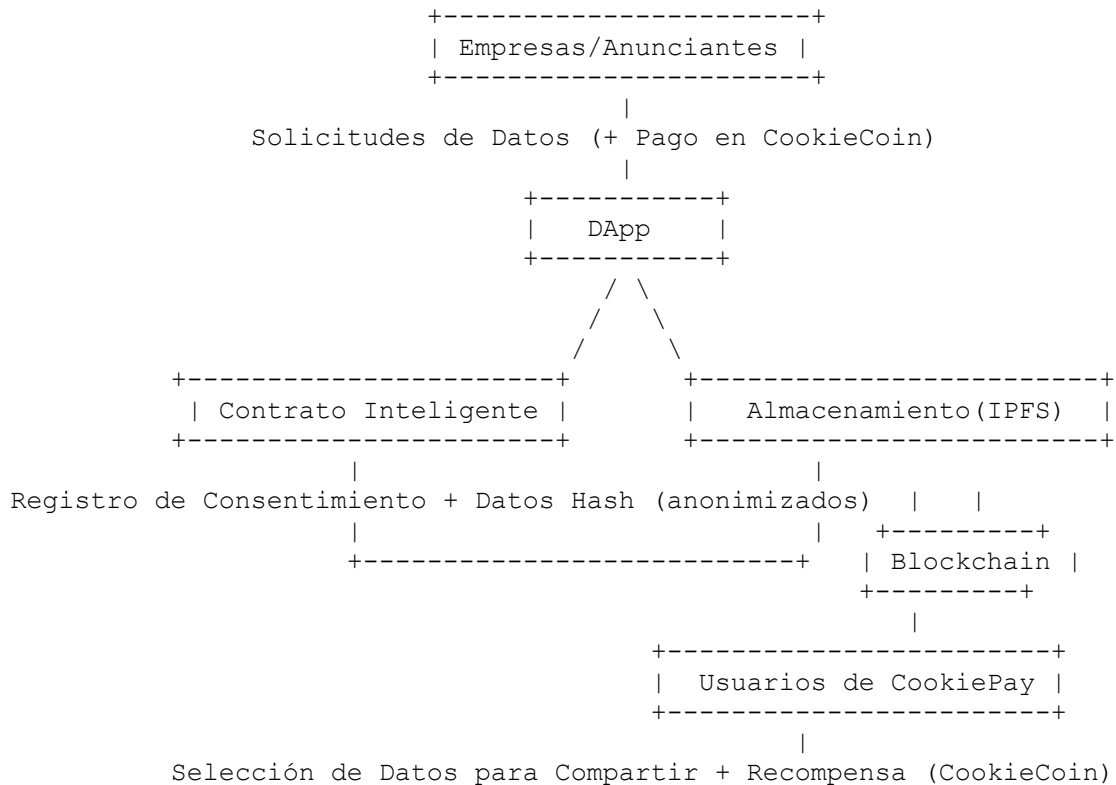 Empresas/Anunciantes
Solicitudes de Datos (+ Pago en CookieCoin)
DApp
Contrato Inteligente
Almacenamiento(IPFS)
Registro de Consentimiento + Datos Hash (anonimizados)
Blockchain
Usuarios de CookiePay
Selección de Datos para Compartir + Recompensa (CookieCoin)